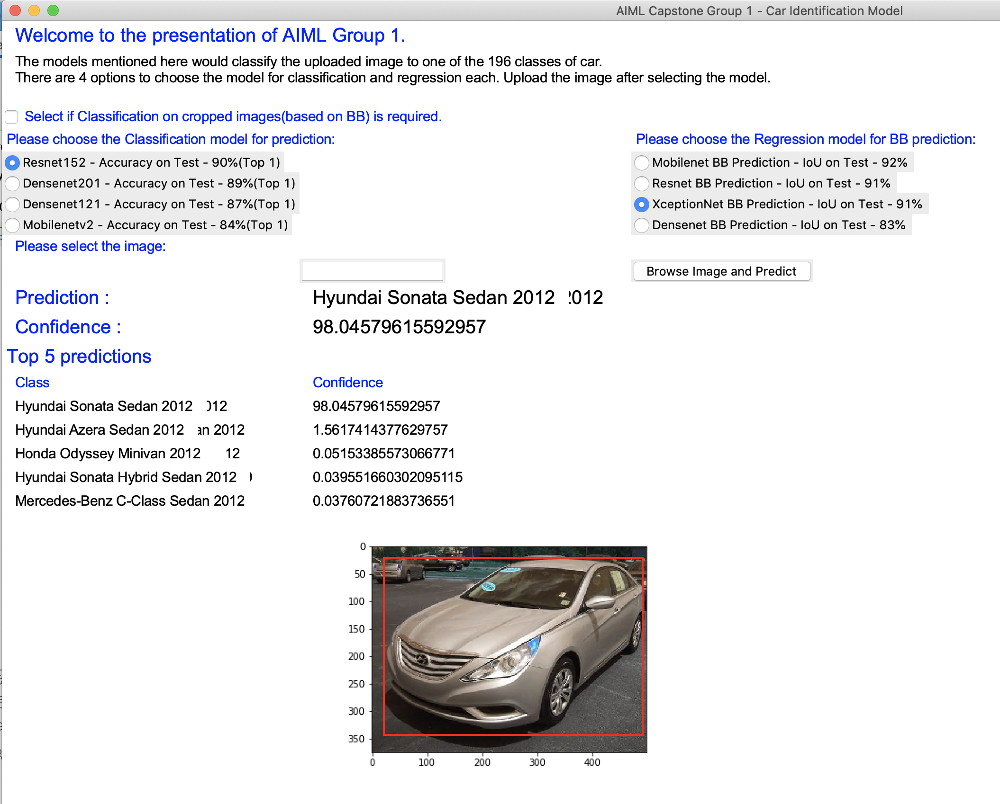 AIML Capstone Group 1 - Car Identification Model
Welcome to the presentation of AIML Group 1.
The models mentioned here would classify the uploaded image to one of the 196 classes of car.
There are 4 options to choose the model for classification and regression each. Upload the image after selecting the model.
Select if Classification on cropped images(based on BB) is required.
Please choose the Classification model for prediction:
Please choose the Regression model for BB prediction:
Resnet152 - Accuracy on Test - 90%(Top 1)
Mobilenet BB Prediction - IoU on Test - 92%
Densenet201 - Accuracy on Test - 89%(Top 1)
Resnet BB Prediction - IoU on Test - 91%
Densenet121 - Accuracy on Test - 87%(Top 1)
XceptionNet BB Prediction - IoU on Test - 91%
Mobilenetv2 - Accuracy on Test - 84%(Top 1)
Densenet BB Prediction - IoU on Test - 83%
Please select the image:
Browse Image and Predict
Prediction : Hyundai Sonata Sedan 2012 2012
Confidence : 98.04579615592957
Top 5 predictions
Class Confidence
Hyundai Sonata Sedan 2012 012 98.04579615592957
Hyundai Azera Sedan 2012 an 2012 1.5617414377629757
Honda Odyssey Minivan 2012 12 0.05153385573066771
Hyundai Sonata Hybrid Sedan 2012 0.039551660302095115
Mercedes-Benz C-Class Sedan 2012 0.03760721883736551
0
50
100
150
200
250
300
350
0 100 200 300 400